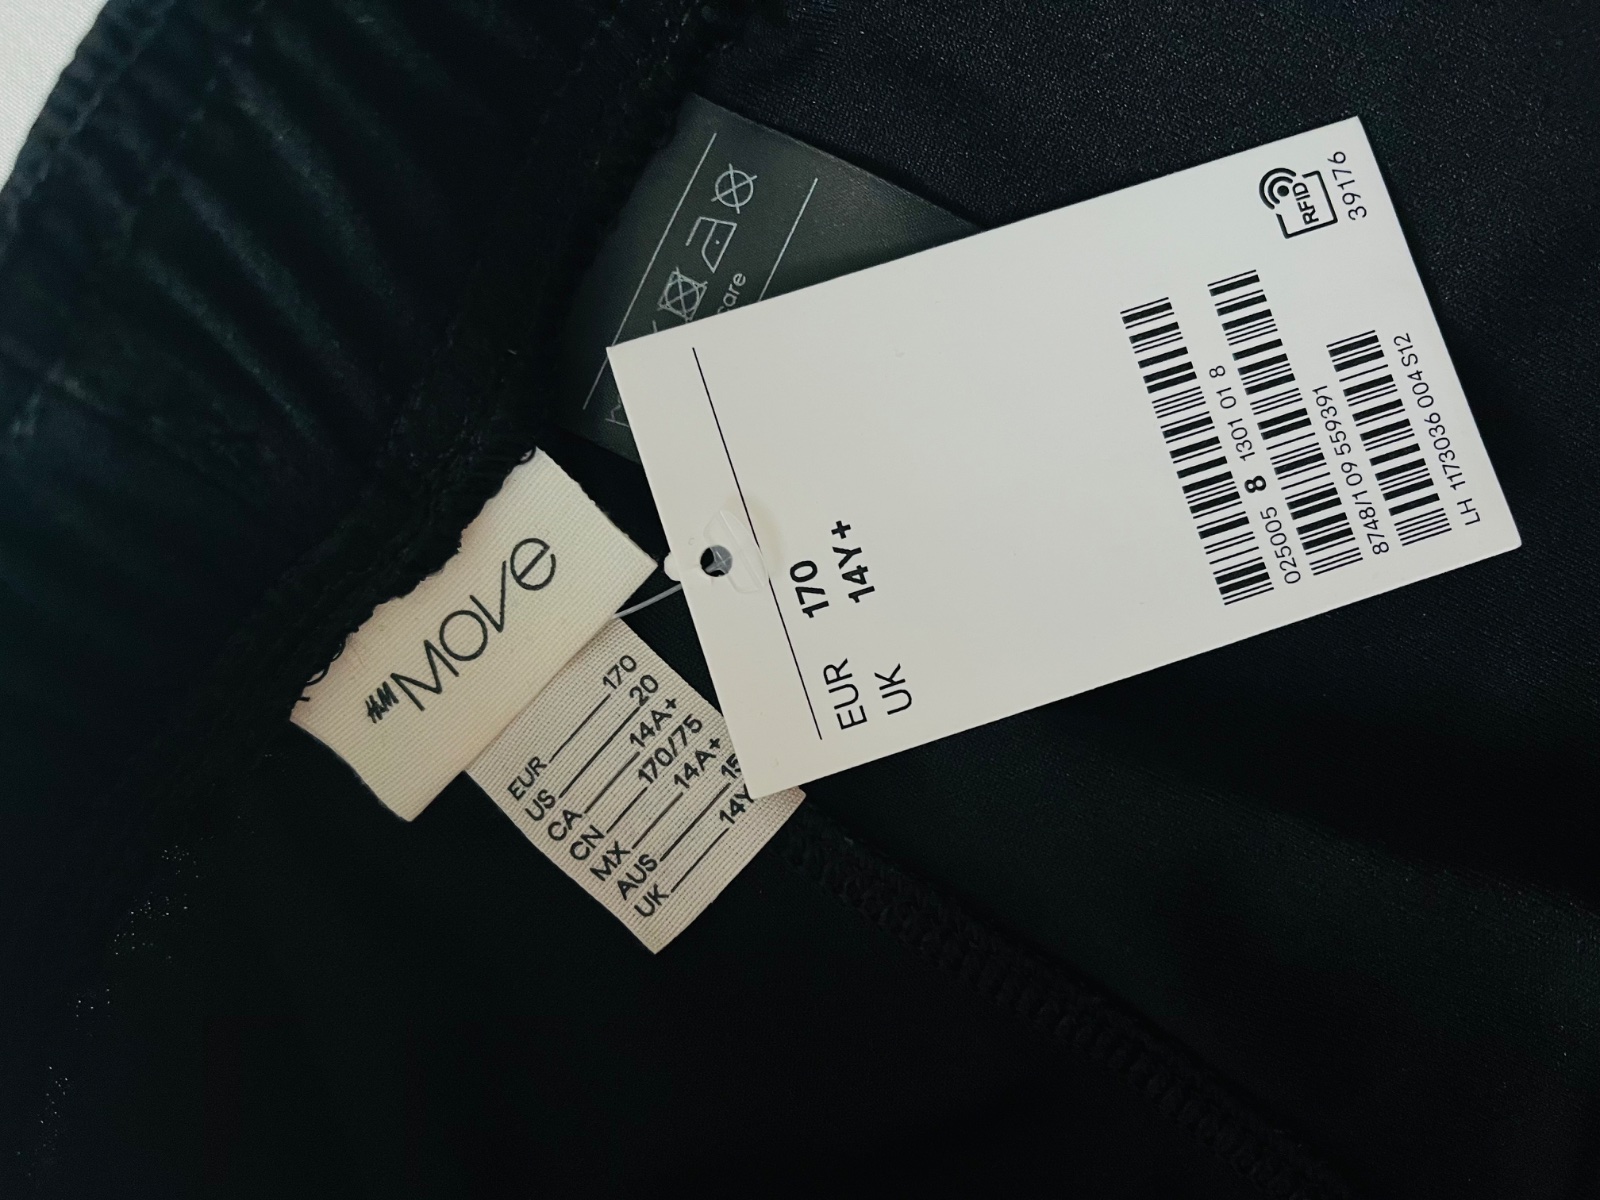 H&M MOVE
EUR 170
US 20
CA 14A+
CN 170/75
MX 14A+
AUS
UK 14Y
care
EUR 170
UK 14Y+
025005 8 1301 01 8
8748/109 559391
LH 1173036 004 S12
RFID
39176